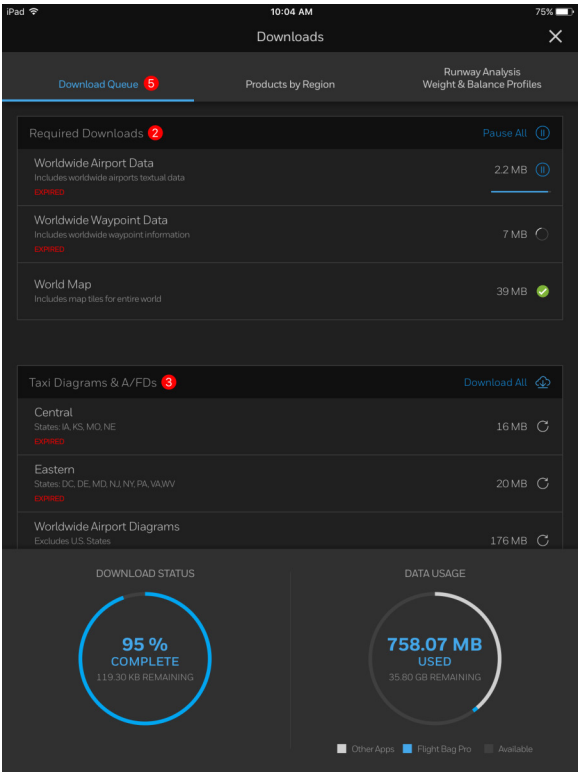 iPad 10:04 AM 75%
Downloads
Download Queue 5
Products by Region
Runway Analysis
Weight & Balance Profiles
Required Downloads 2 Pause All
Worldwide Airport Data
Includes worldwide airports textual data
EXPIRED
2.2 MB
Worldwide Waypoint Data
Includes worldwide waypoint information
EXPIRED
7 MB
World Map
Includes map tiles for entire world
39 MB
Taxi Diagrams & A/FDs 3 Download All
Central
States: IA, KS, MO, NE
EXPIRED
16 MB
Eastern
States: DC, DE, MD, NJ, NY, PA, VA,WV
EXPIRED
20 MB
Worldwide Airport Diagrams
Excludes U.S. States
176 MB
DOWNLOAD STATUS
95 %
COMPLETE
119.30 KB REMAINING
DATA USAGE
758.07 MB
USED
35.80 GB REMAINING
Other Apps Flight Bag Pro Available